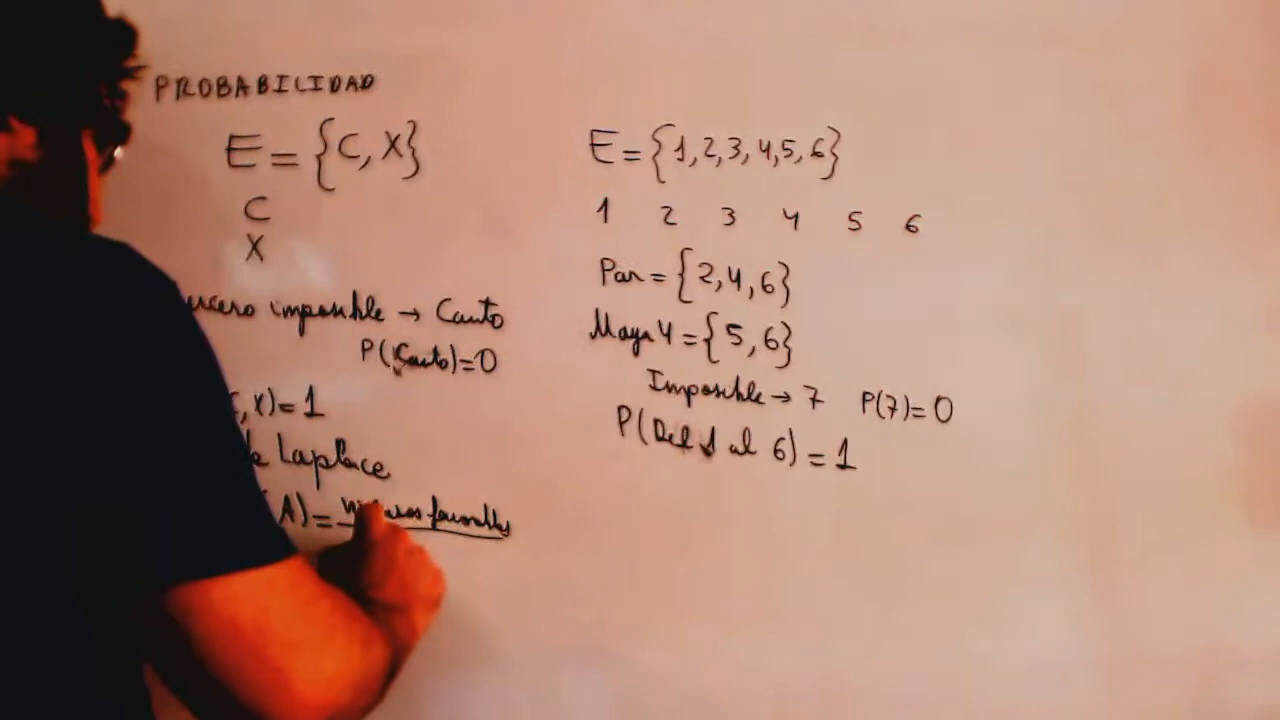 PROBABILIDAD
E = {C, X}
C
X
imposible → Canto
P(Canto)=0
, X) = 1
Laplace
A) = favorables
E = {1, 2, 3, 4, 5, 6}
1 2 3 4 5 6
Par = {2, 4, 6}
Mayor 4 = {5, 6}
Imposible → 7 P(7)=0
P(Del 1 al 6) = 1